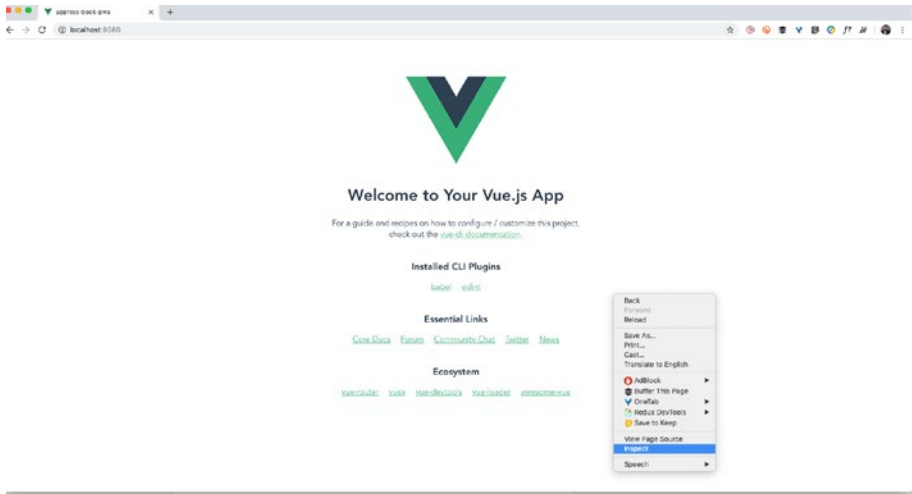 apress-book-pwa
localhost:8080
Welcome to Your Vue.js App
For a guide and recipes on how to configure / customize this project,
check out the vue-cli documentation.
Installed CLI Plugins
babel eslint
Essential Links
Core Docs Forum Community Chat Twitter News
Ecosystem
vue-router vuex vue-devtools vue-loader awesome-vue
Back
Forward
Reload
Save As...
Print...
Cast...
Translate to English
AdBlock
Buffer This Page
OneTab
Redux DevTools
Save to Keep
View Page Source
Inspect
Speech